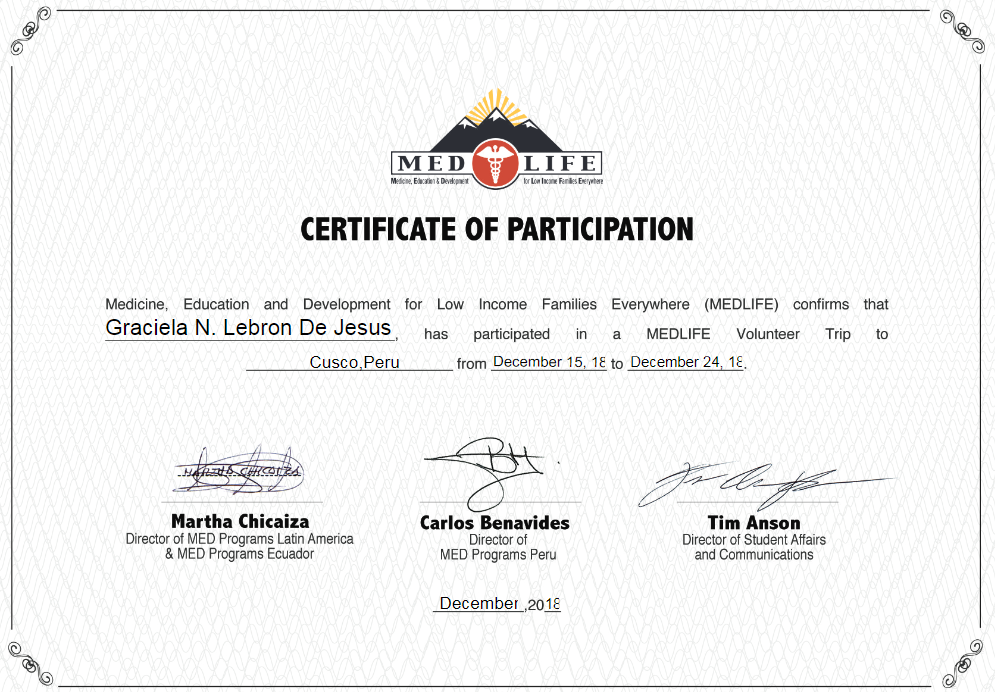 MED LIFE
Medicine, Education & Development for Low Income Families Everywhere
CERTIFICATE OF PARTICIPATION
Medicine, Education and Development for Low Income Families Everywhere (MEDLIFE) confirms that
Graciela N. Lebron De Jesus, has participated in a MEDLIFE Volunteer Trip to
Cusco,Peru from December 15, 18 to December 24, 18.
MARTHA CHICAIZA
Martha Chicaiza
Director of MED Programs Latin America
& MED Programs Ecuador
Carlos Benavides
Director of
MED Programs Peru
Tim Anson
Director of Student Affairs
and Communications
December ,2018